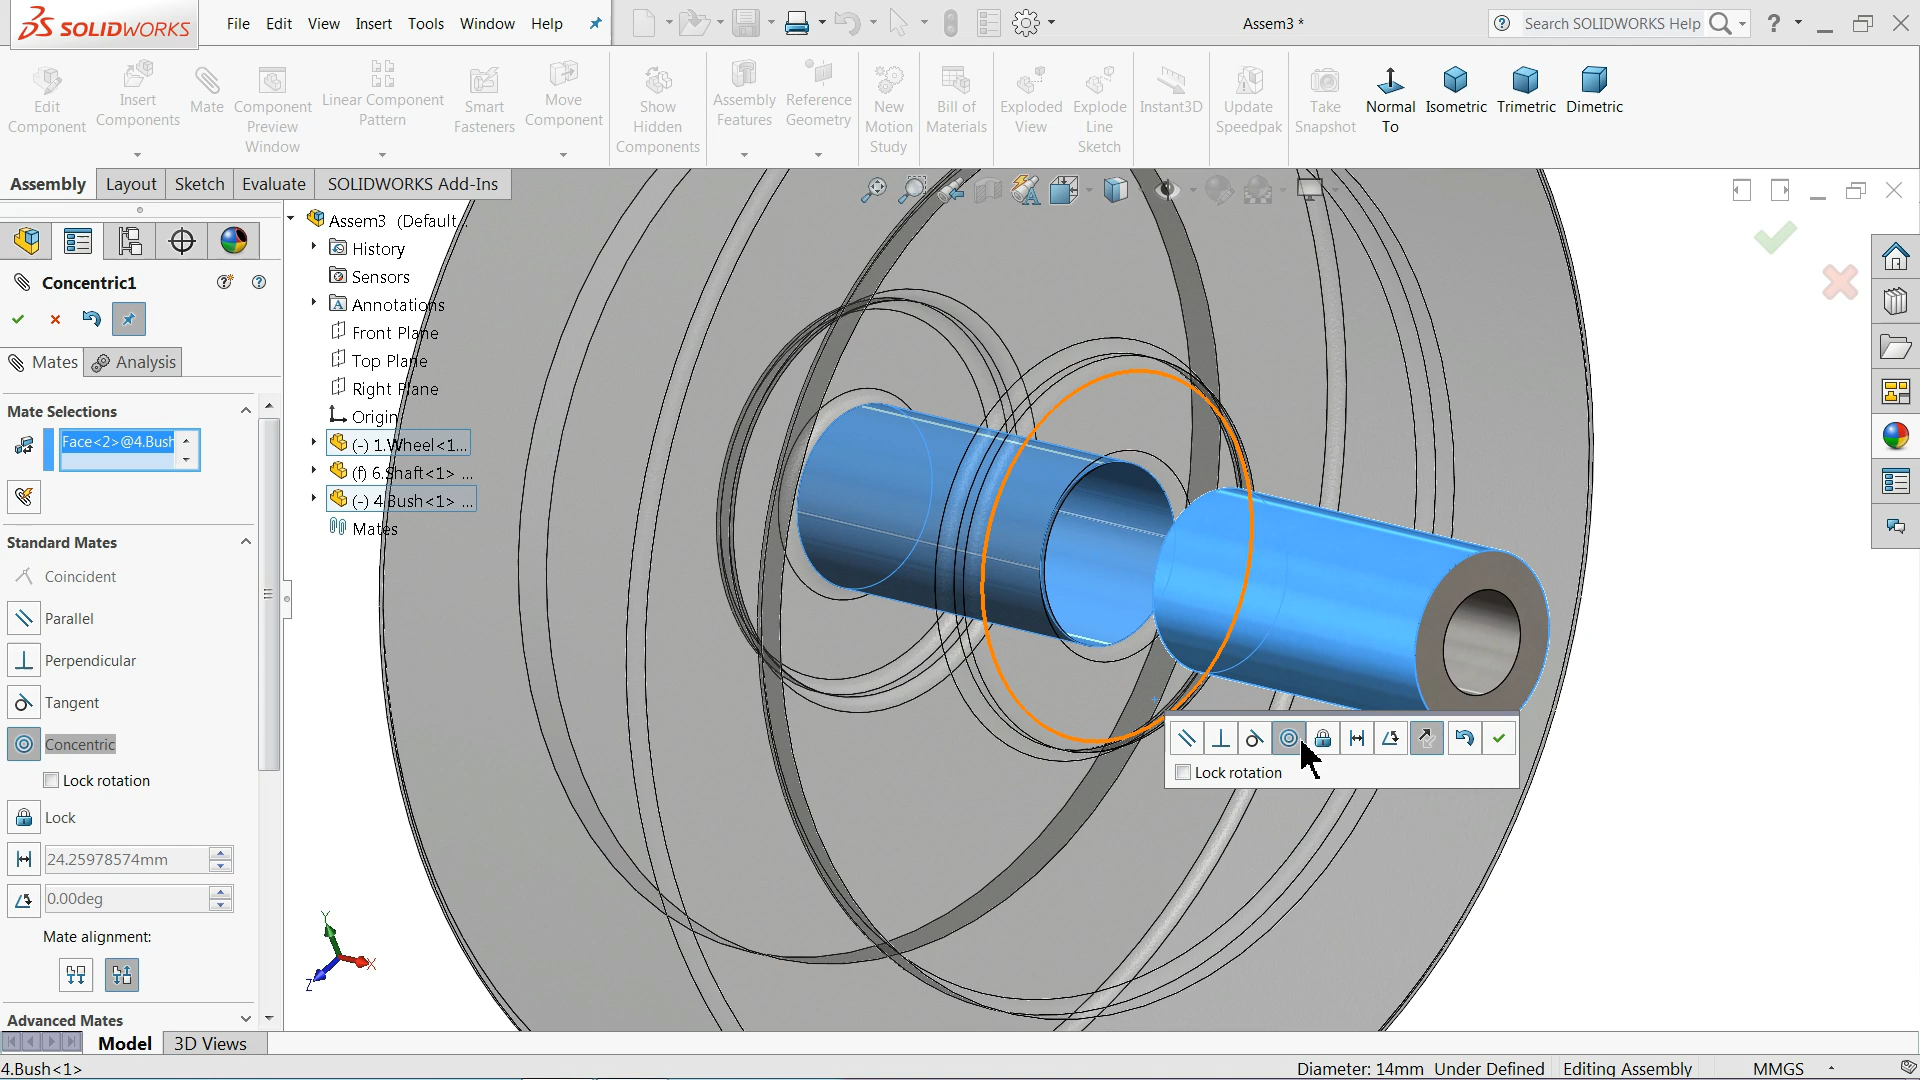 SOLIDWORKS
File Edit View Insert Tools Window Help
Assem3 *
Search SOLIDWORKS Help
Edit Component
Insert Components
Mate
Component Preview Window
Linear Component Pattern
Smart Fasteners
Move Component
Show Hidden Components
Assembly Features
Reference Geometry
New Motion Study
Bill of Materials
Exploded View
Explode Line Sketch
Instant3D
Update Speedpak
Take Snapshot
Normal To
Isometric
Trimetric
Dimetric
Assembly Layout Sketch Evaluate SOLIDWORKS Add-Ins
Concentric1
Mates Analysis
Mate Selections
Face<2>@4.Bush
Standard Mates
Coincident
Parallel
Perpendicular
Tangent
Concentric
Lock rotation
Lock
24.25978574mm
0.00deg
Mate alignment:
Advanced Mates
Assem3 (Default
History
Sensors
Annotations
Front Plane
Top Plane
Right Plane
Origin
(-) 1.Wheel<1...
(f) 6.Shaft<1> ...
(-) 4.Bush<1> ...
Mates
Lock rotation
Y
X
Z
Model 3D Views
4.Bush<1>
Diameter: 14mm Under Defined Editing Assembly MMGS